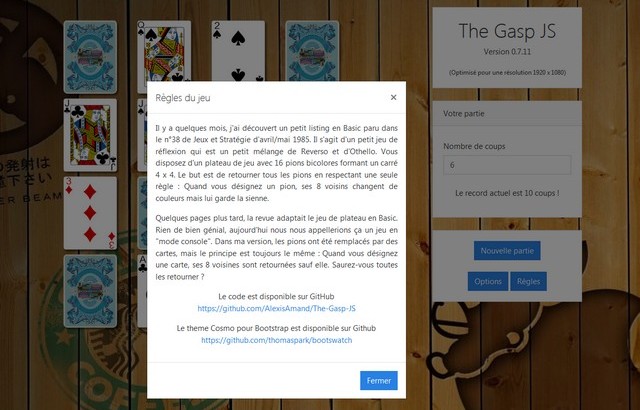 The Gasp JS
Version 0.7.11
(Optimisé pour une résolution 1920 x 1080)
Règles du jeu
×
Il y a quelques mois, j'ai découvert un petit listing en Basic paru dans
le n°38 de Jeux et Stratégie d'avril/mai 1985. Il s'agit d'un petit jeu de
réflexion qui est un petit mélange de Reverso et d'Othello. Vous
disposez d'un plateau de jeu avec 16 pions bicolores formant un carré
4 x 4. Le but est de retourner tous les pions en respectant une seule
règle : Quand vous désignez un pion, ses 8 voisins changent de
couleurs mais lui garde la sienne.
Quelques pages plus tard, la revue adaptait le jeu de plateau en Basic.
Rien de bien génial, aujourd'hui nous nous appellerions ça un jeu en
"mode console". Dans ma version, les pions ont été remplacés par des
cartes, mais le principe est toujours le même : Quand vous désignez
une carte, ses 8 voisines sont retournées sauf elle. Saurez-vous toutes
les retourner ?
Le code est disponible sur GitHub
https://github.com/AlexisAmand/The-Gasp-JS
Le theme Cosmo pour Bootstrap est disponible sur Github
https://github.com/thomaspark/bootswatch
Fermer
Votre partie
Nombre de coups
6
Le record actuel est 10 coups !
Nouvelle partie
Options
Règles
Q
2
J
J
3
3
A
の発射は
下さい
ER BEAM